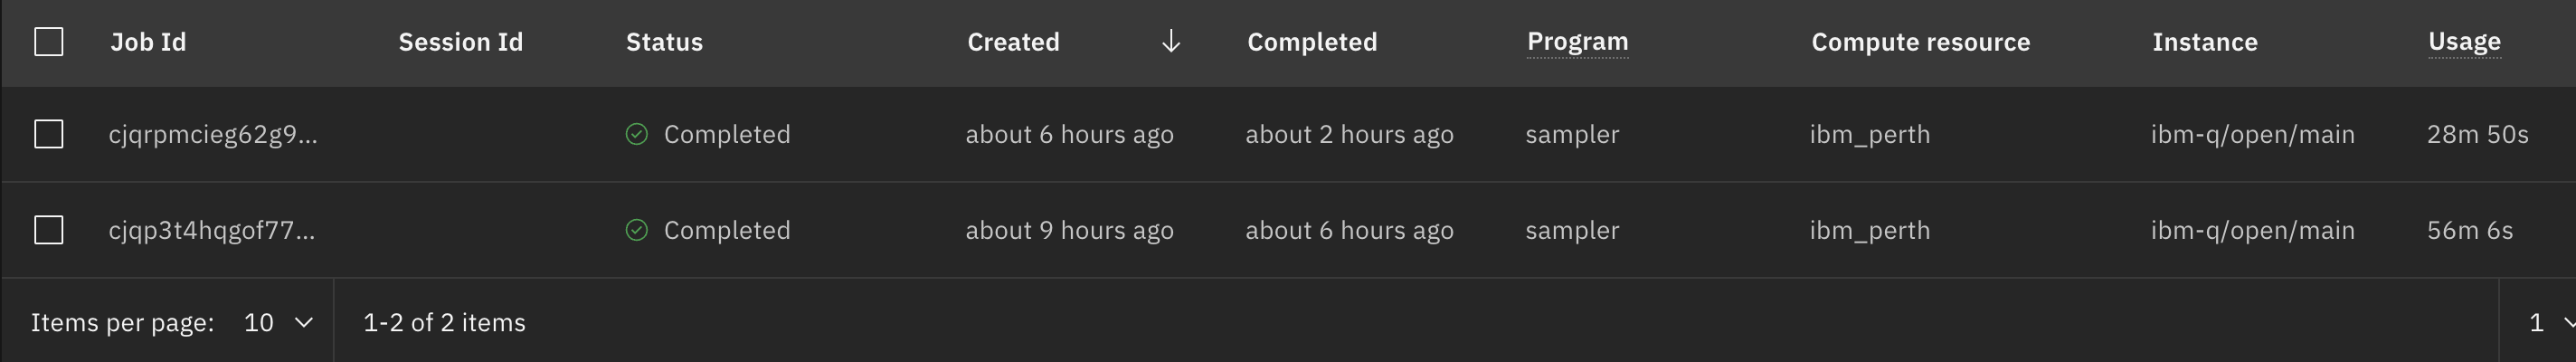 Job Id Session Id Status Created Completed Program Compute resource Instance Usage
cjqrpmcieg62g9... Completed about 6 hours ago about 2 hours ago sampler ibm_perth ibm-q/open/main 28m 50s
cjqp3t4hqgof77... Completed about 9 hours ago about 6 hours ago sampler ibm_perth ibm-q/open/main 56m 6s
Items per page: 10 1-2 of 2 items 1